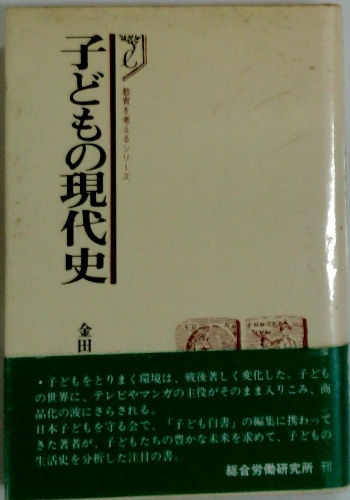 教育を考えるシリーズ
子どもの現代史
金田
・子どもをとりまく環境は、戦後著しく変化した。子ども
の世界に、テレビやマンガの主役がそのまま入りこみ、商
品化の波にさらされる。
日本子どもを守る会で、「子ども白書」の編集に携わって
きた著者が、子どもたちの豊かな未来を求めて、子どもの
生活史を分析した注目の書。
総合労働研究所 刊